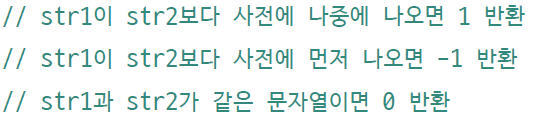 // str1이 str2보다 사전에 나중에 나오면 1 반환
// str1이 str2보다 사전에 먼저 나오면 -1 반환
// str1과 str2가 같은 문자열이면 0 반환